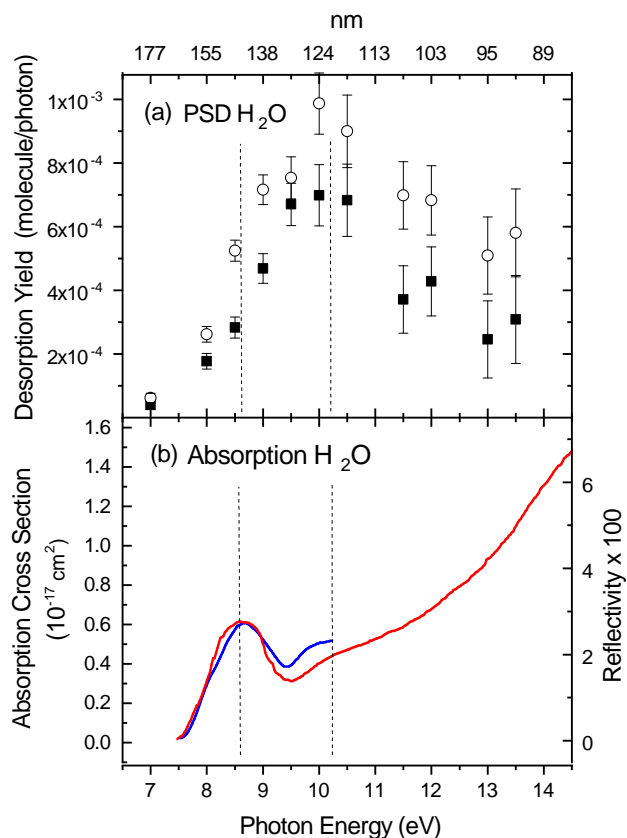 nm
177 155 138 124 113 103 95 89
(a) PSD H₂O
Desorption Yield (molecule/photon)
1x10⁻³
8x10⁻⁴
6x10⁻⁴
4x10⁻⁴
2x10⁻⁴
(b) Absorption H₂O
Absorption Cross Section
(10⁻¹⁷ cm²)
1.6
1.4
1.2
1.0
0.8
0.6
0.4
0.2
0.0
6
4
2
0
Reflectivity x 100
7 8 9 10 11 12 13 14
Photon Energy (eV)